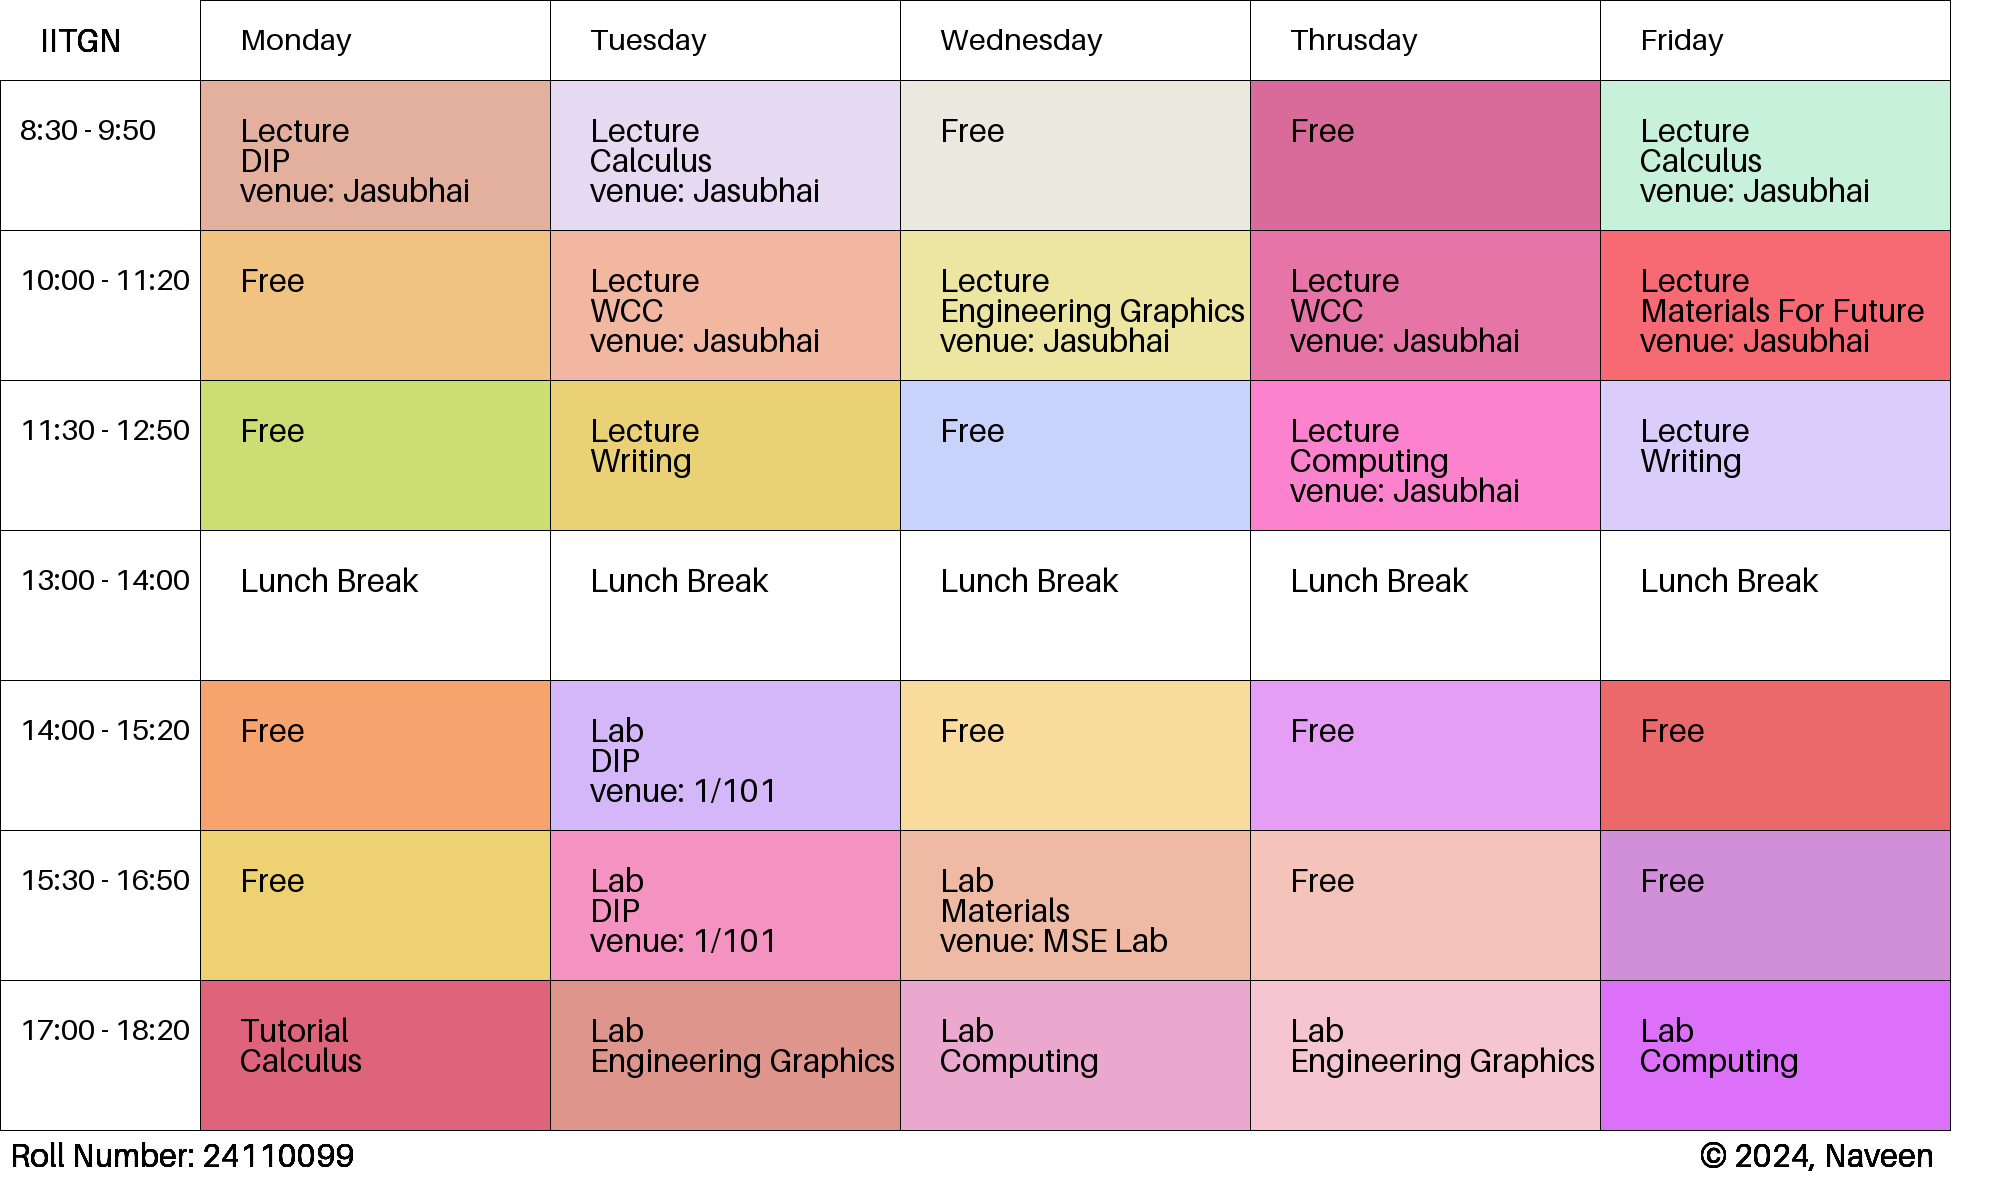 IITGN Monday Tuesday Wednesday Thrusday Friday
8:30 - 9:50
Lecture
DIP
venue: Jasubhai
Lecture
Calculus
venue: Jasubhai
Free
Free
Lecture
Calculus
venue: Jasubhai
10:00 - 11:20
Free
Lecture
WCC
venue: Jasubhai
Lecture
Engineering Graphics
venue: Jasubhai
Lecture
WCC
venue: Jasubhai
Lecture
Materials For Future
venue: Jasubhai
11:30 - 12:50
Free
Lecture
Writing
Free
Lecture
Computing
venue: Jasubhai
Lecture
Writing
13:00 - 14:00
Lunch Break
Lunch Break
Lunch Break
Lunch Break
Lunch Break
14:00 - 15:20
Free
Lab
DIP
venue: 1/101
Free
Free
Free
15:30 - 16:50
Free
Lab
DIP
venue: 1/101
Lab
Materials
venue: MSE Lab
Free
Free
17:00 - 18:20
Tutorial
Calculus
Lab
Engineering Graphics
Lab
Computing
Lab
Engineering Graphics
Lab
Computing
Roll Number: 24110099
© 2024, Naveen